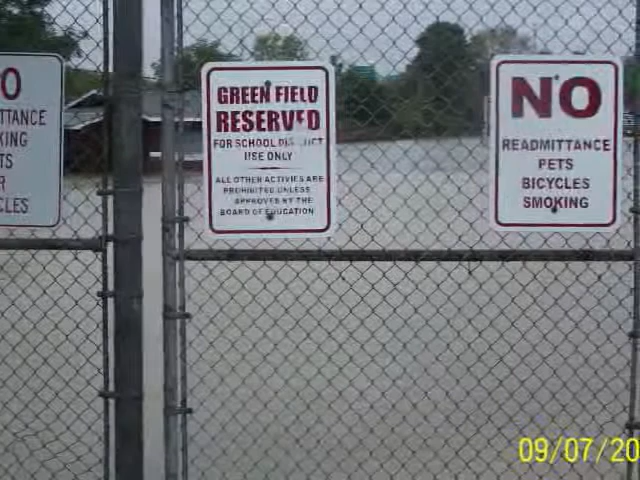 O
TTANCE
KING
TS
R
CLES
GREEN FIELD
RESERVED
FOR SCHOOL DISTRICT
USE ONLY
ALL OTHER ACTIVIES ARE
PROHIBITED UNLESS
APPROVED BY THE
BOARD OF EDUCATION
NO
READMITTANCE
PETS
BICYCLES
SMOKING
09/07/20